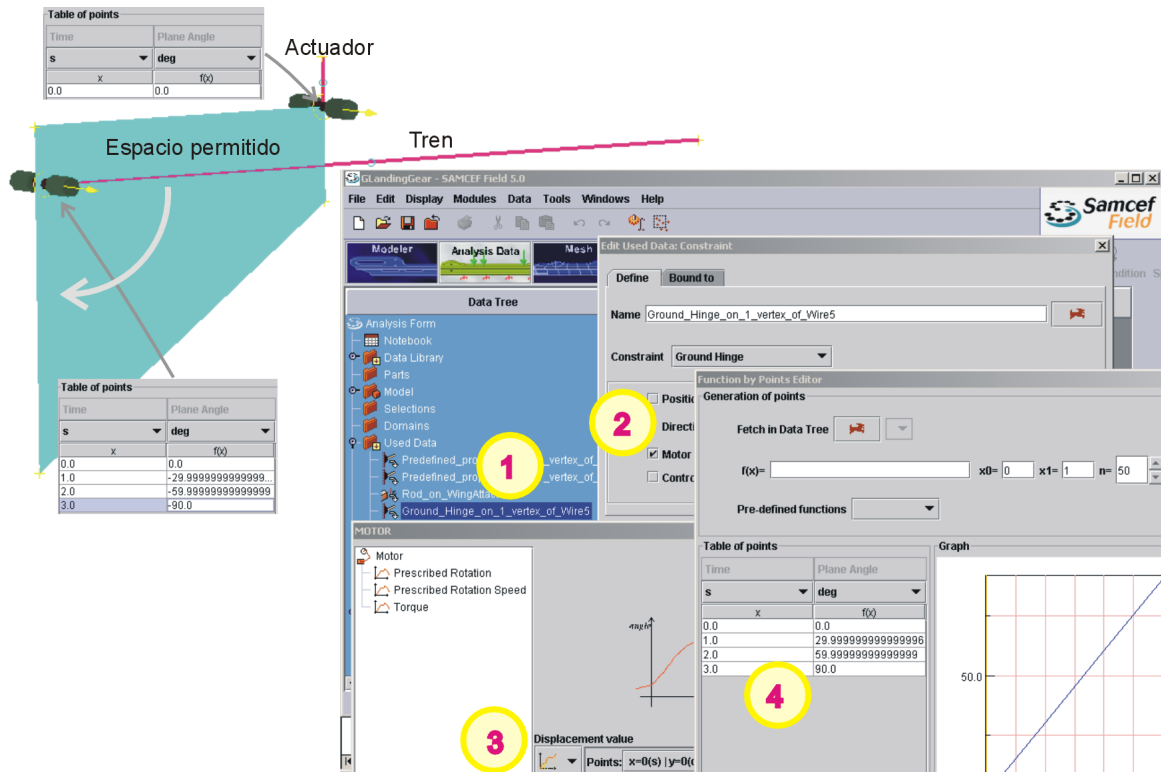 Table of points
Time Plane Angle
s deg
x f(x)
0.0 0.0
Actuador
Espacio permitido
Tren
Table of points
Time Plane Angle
s deg
x f(x)
0.0 0.0
1.0 -29.9999999999999...
2.0 -59.99999999999999
3.0 -90.0
GLandingGear - SAMCEF Field 5.0
File Edit Display Modules Data Tools Windows Help
Samcef
Field
Modeler Analysis Data Mesh
Data Tree
Analysis Form
Notebook
Data Library
Parts
Model
Selections
Domains
Used Data
1
Ground_Hinge_on_1_vertex_of_Wire5
Edit Used Data: Constraint
Define Bound to
Name Ground_Hinge_on_1_vertex_of_Wire5
Constraint Ground Hinge
2
Motor
MOTOR
Motor
Prescribed Rotation
Prescribed Rotation Speed
Torque
angle
3
Displacement value
Points: x=0(s) | y=0(
Function by Points Editor
Generation of points
Fetch in Data Tree
f(x)= x0= 0 x1= 1 n= 50
Pre-defined functions
Table of points
Time Plane Angle
s deg
x f(x)
0.0 0.0
1.0 29.999999999999996
2.0 59.99999999999999
3.0 90.0
4
Graph
50.0